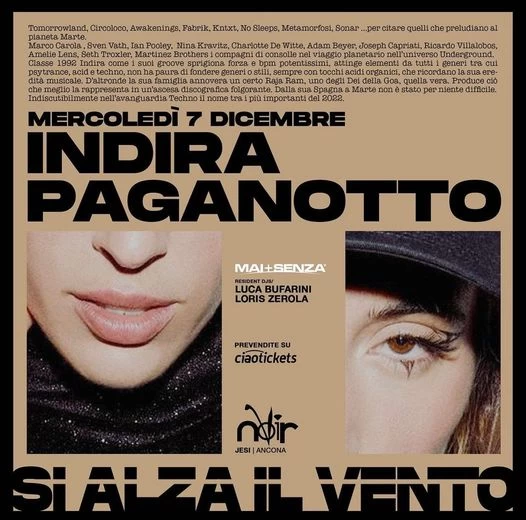 Tomorrowland, Circoloco, Awakenings, Fabrik, Kntxt, No Sleeps, Metamorfosi, Sonar ...per citare quelli che preludiano al
pianeta Marte.
Marco Carola , Sven Vath, Ian Pooley, Nina Kravitz, Charlotte De Witte, Adam Beyer, Joseph Capriati, Ricardo Villalobos,
Amelie Lens, Seth Troxler, Martinez Brothers i compagni di consolle nel viaggio planetario nell'universo Underground.
Classe 1992 Indira come i suoi groove sprigiona forza e bpm potentissimi, attinge elementi da tutti i generi tra cui
psytrance, acid e techno, non ha paura di fondere generi o stili, sempre con tocchi acidi organici, che ricordano la sua ere-
dità musicale. D'altronde la sua famiglia annovera un certo Raja Ram, uno degli Dei della Goa, quella vera. Produce ciò
che meglio la rappresenta in un'ascesa discografica folgorante. Dalla sua Spagna a Marte non è stato per niente difficile.
Indiscutibilmente nell'avanguardia Techno il nome tra i più importanti del 2022.
MERCOLEDÌ 7 DICEMBRE
INDIRA
PAGANOTTO
MAI+SENZA
RESIDENT DJS/
LUCA BUFARINI
LORIS ZEROLA
PREVENDITE SU
ciaotickets
noir
JESI | ANCONA
SI ALZA IL VENTO